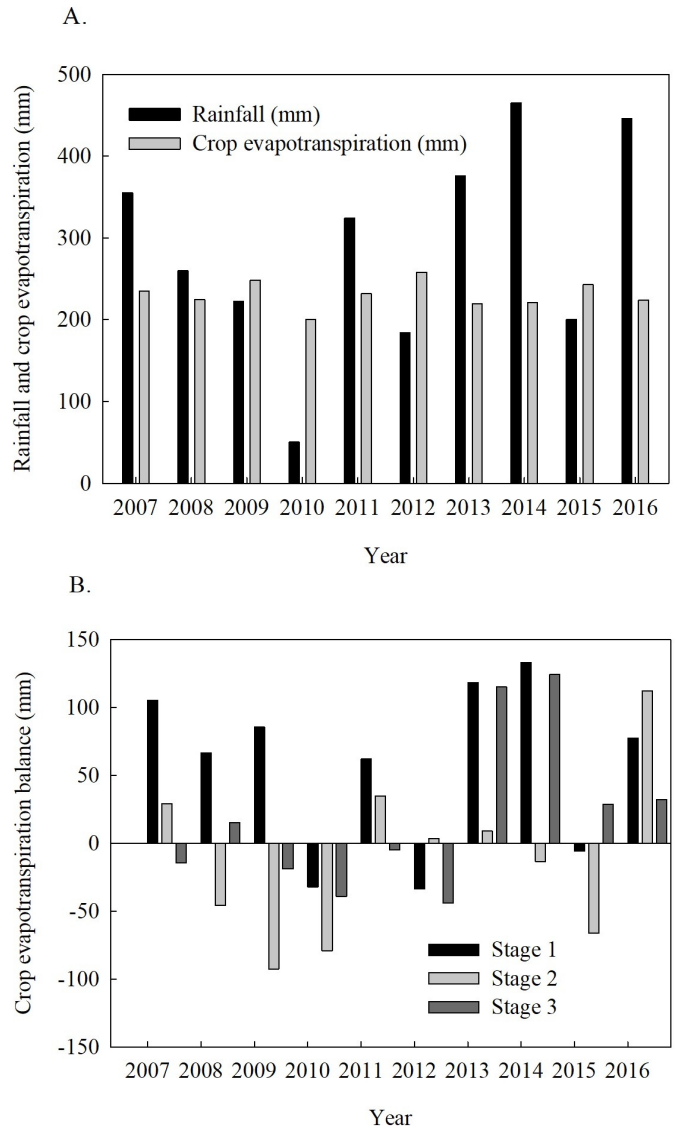 A.
Rainfall and crop evapotranspiration (mm)
500
400
300
200
100
0
Rainfall (mm)
Crop evapotranspiration (mm)
2007 2008 2009 2010 2011 2012 2013 2014 2015 2016
Year
B.
Crop evapotranspiration balance (mm)
150
100
50
0
-50
-100
-150
Stage 1
Stage 2
Stage 3
2007 2008 2009 2010 2011 2012 2013 2014 2015 2016
Year